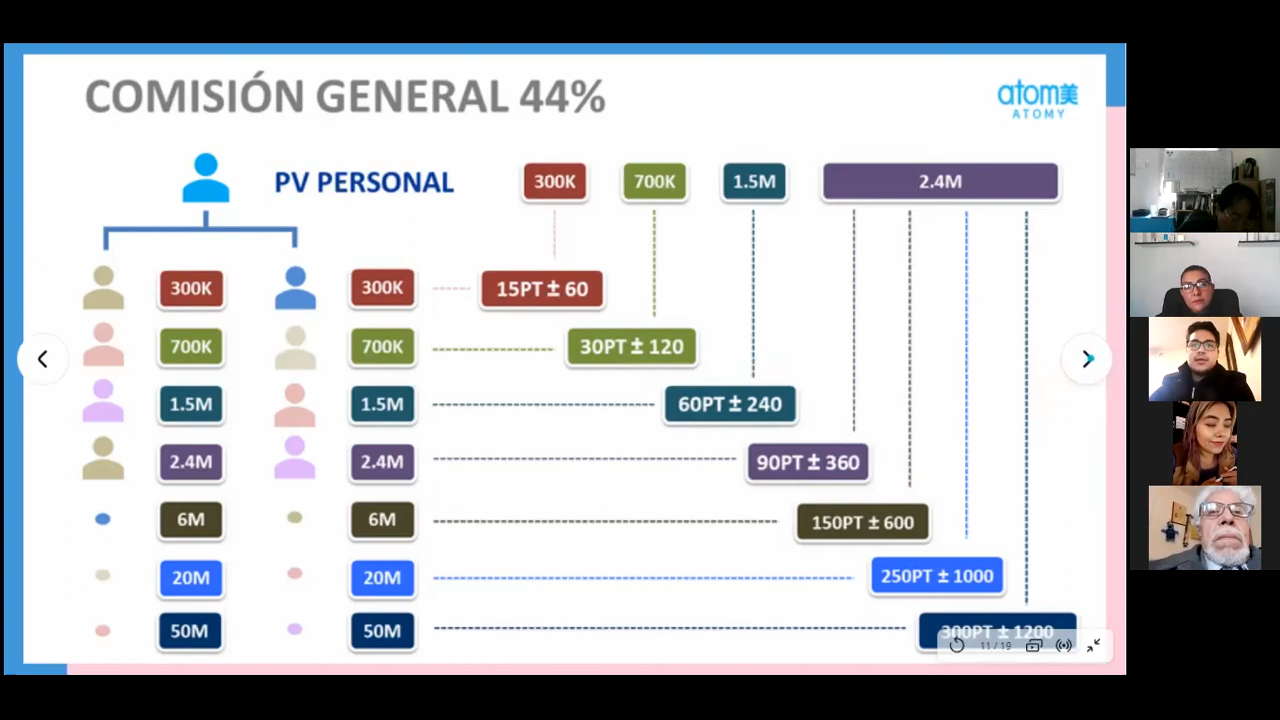 COMISIÓN GENERAL 44%
atom美
ATOMY
PV PERSONAL
300K
700K
1.5M
2.4M
300K
300K
15PT ± 60
700K
700K
30PT ± 120
1.5M
1.5M
60PT ± 240
2.4M
2.4M
90PT ± 360
6M
6M
150PT ± 600
20M
20M
250PT ± 1000
50M
50M
300PT ± 1200
11 / 19